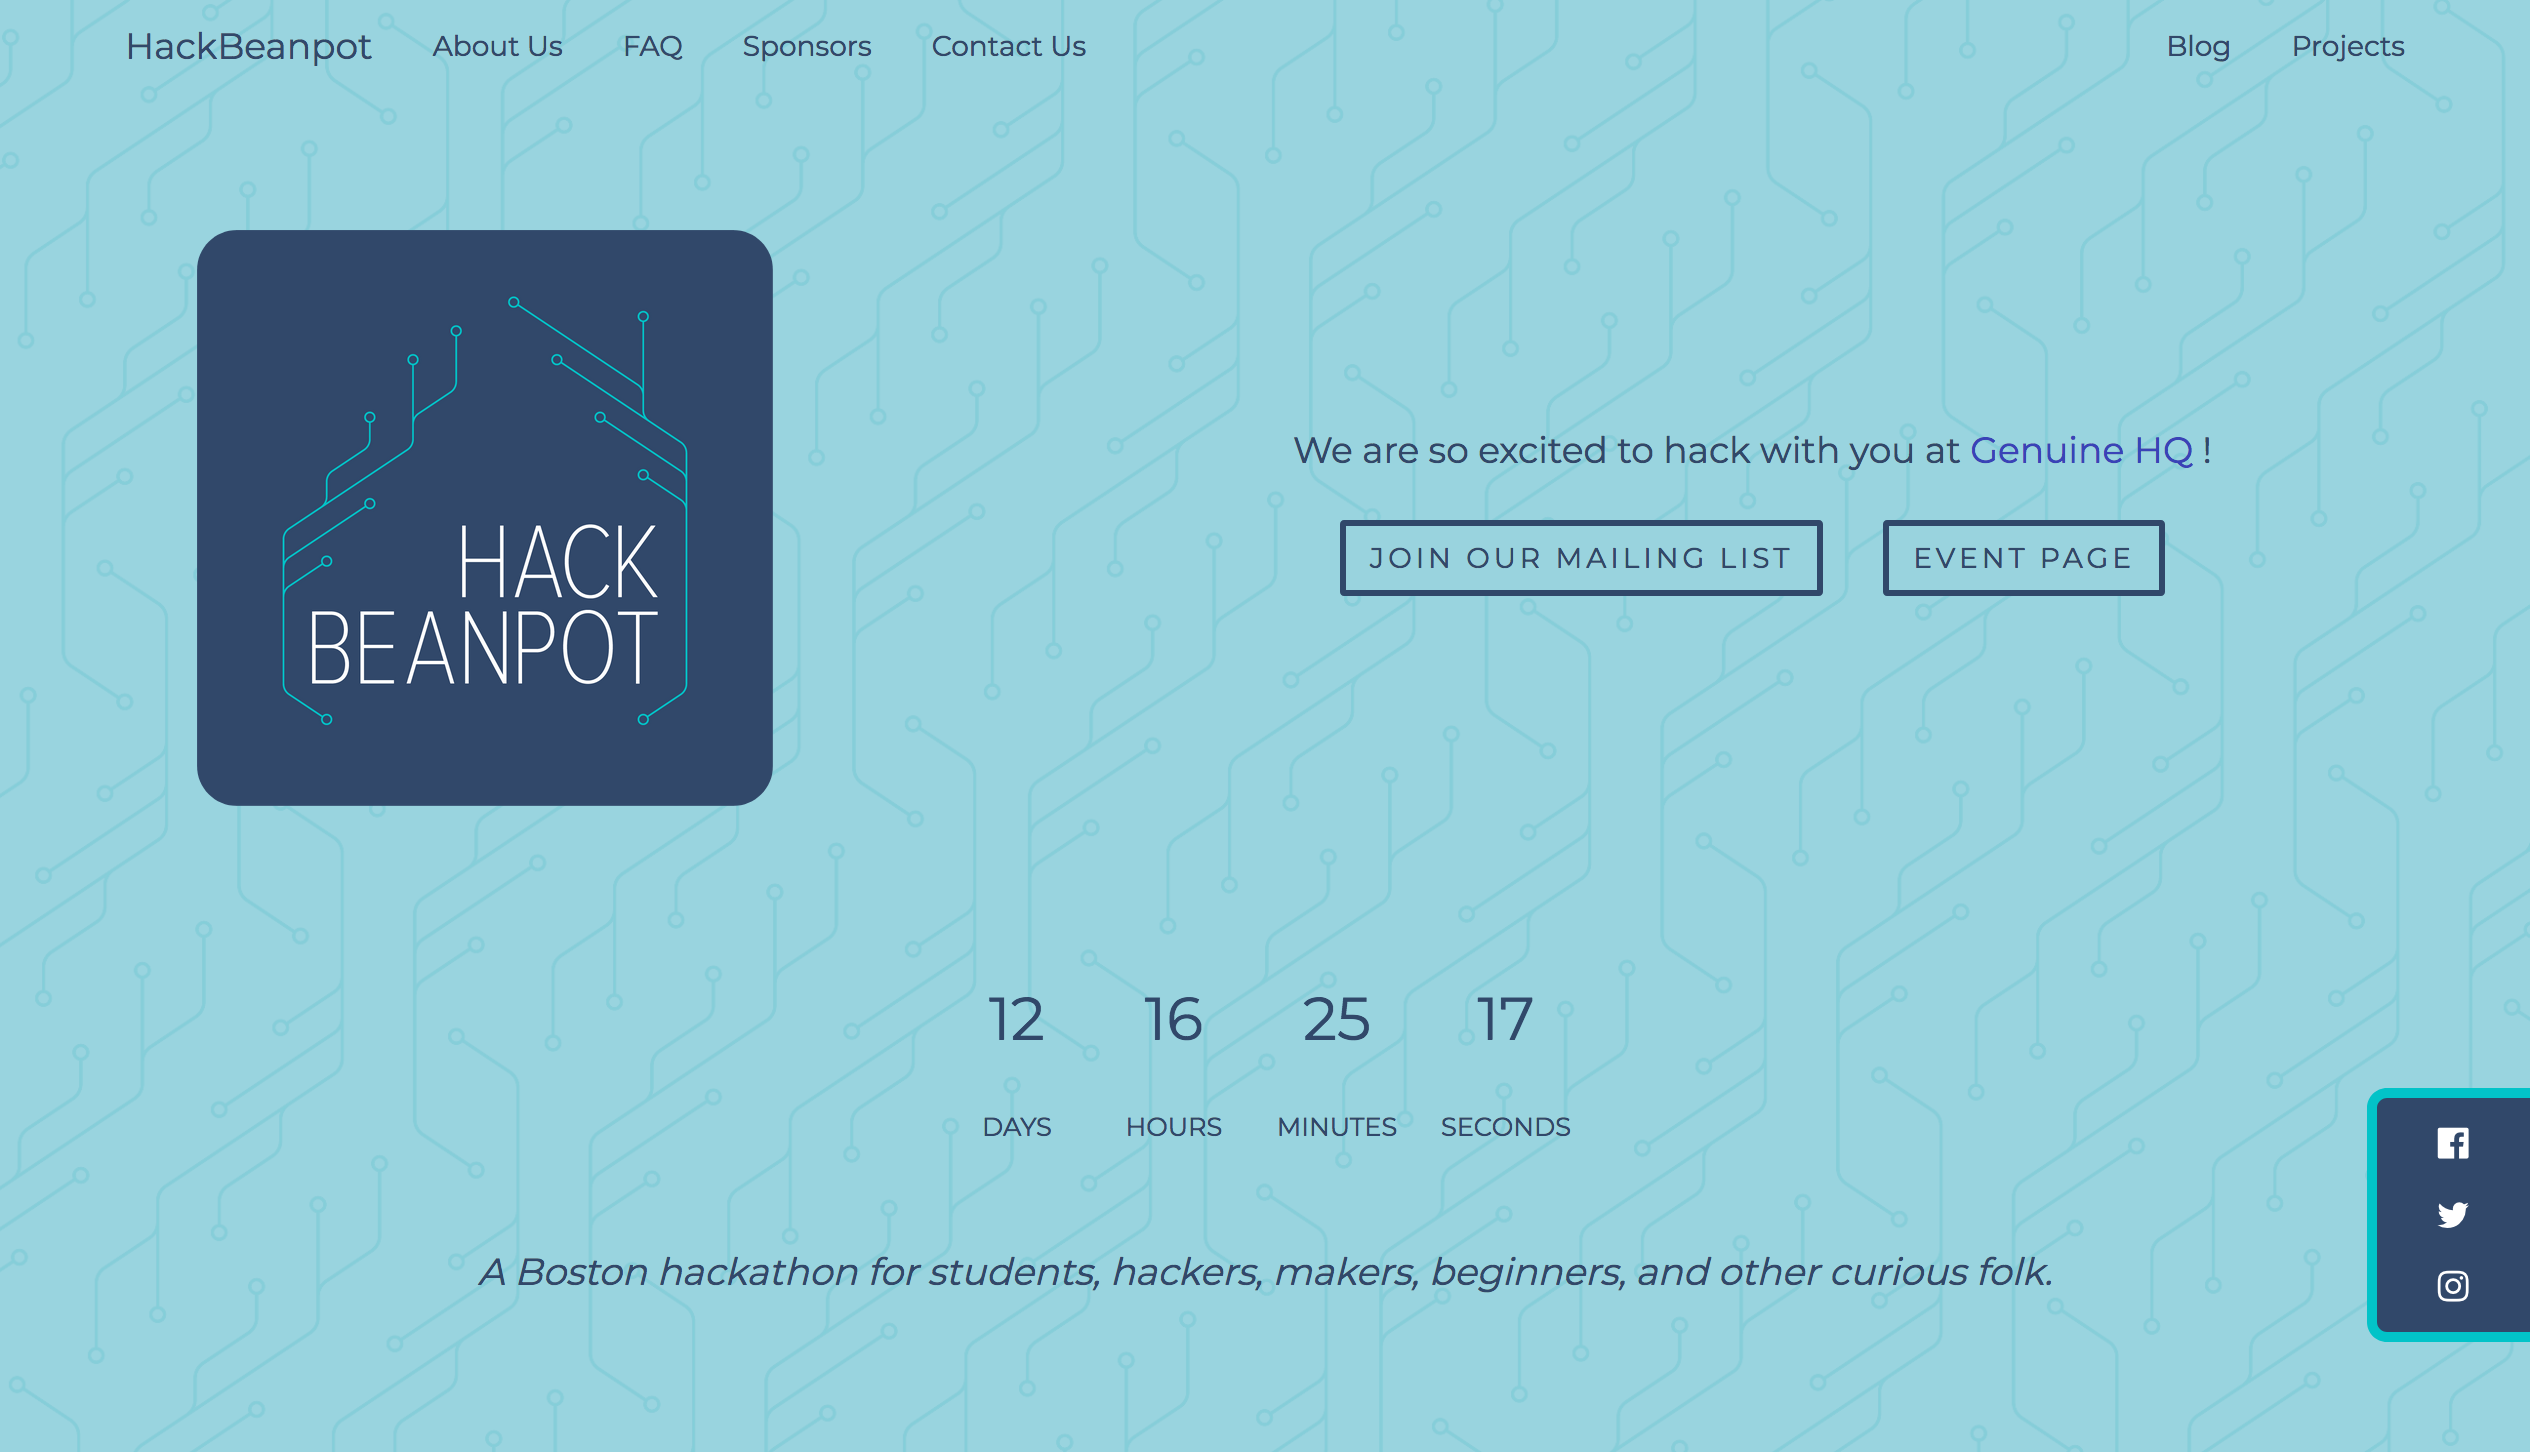 HackBeanpot About Us FAQ Sponsors Contact Us Blog Projects
HACK
BEANPOT
We are so excited to hack with you at Genuine HQ !
JOIN OUR MAILING LIST EVENT PAGE
12 16 25 17
DAYS HOURS MINUTES SECONDS
A Boston hackathon for students, hackers, makers, beginners, and other curious folk.